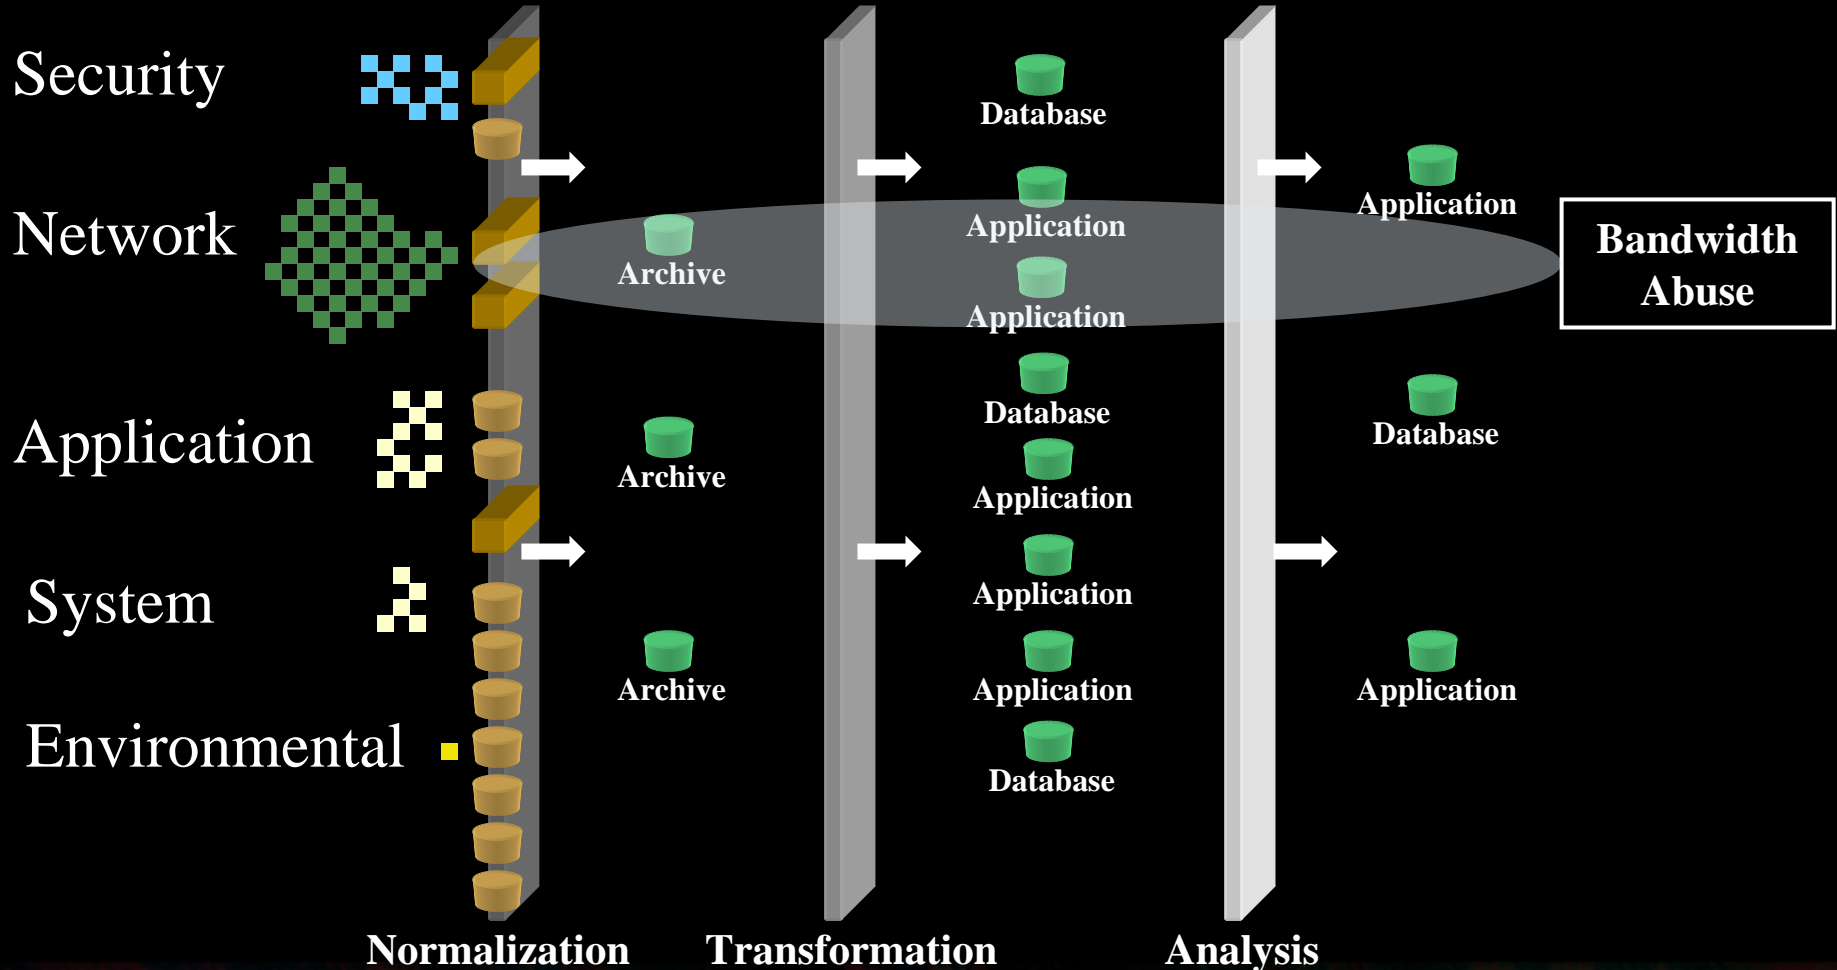 Security
Network
Application
System
Environmental
Archive
Archive
Archive
Database
Application
Application
Database
Application
Application
Application
Database
Application
Database
Application
Bandwidth
Abuse
Normalization
Transformation
Analysis